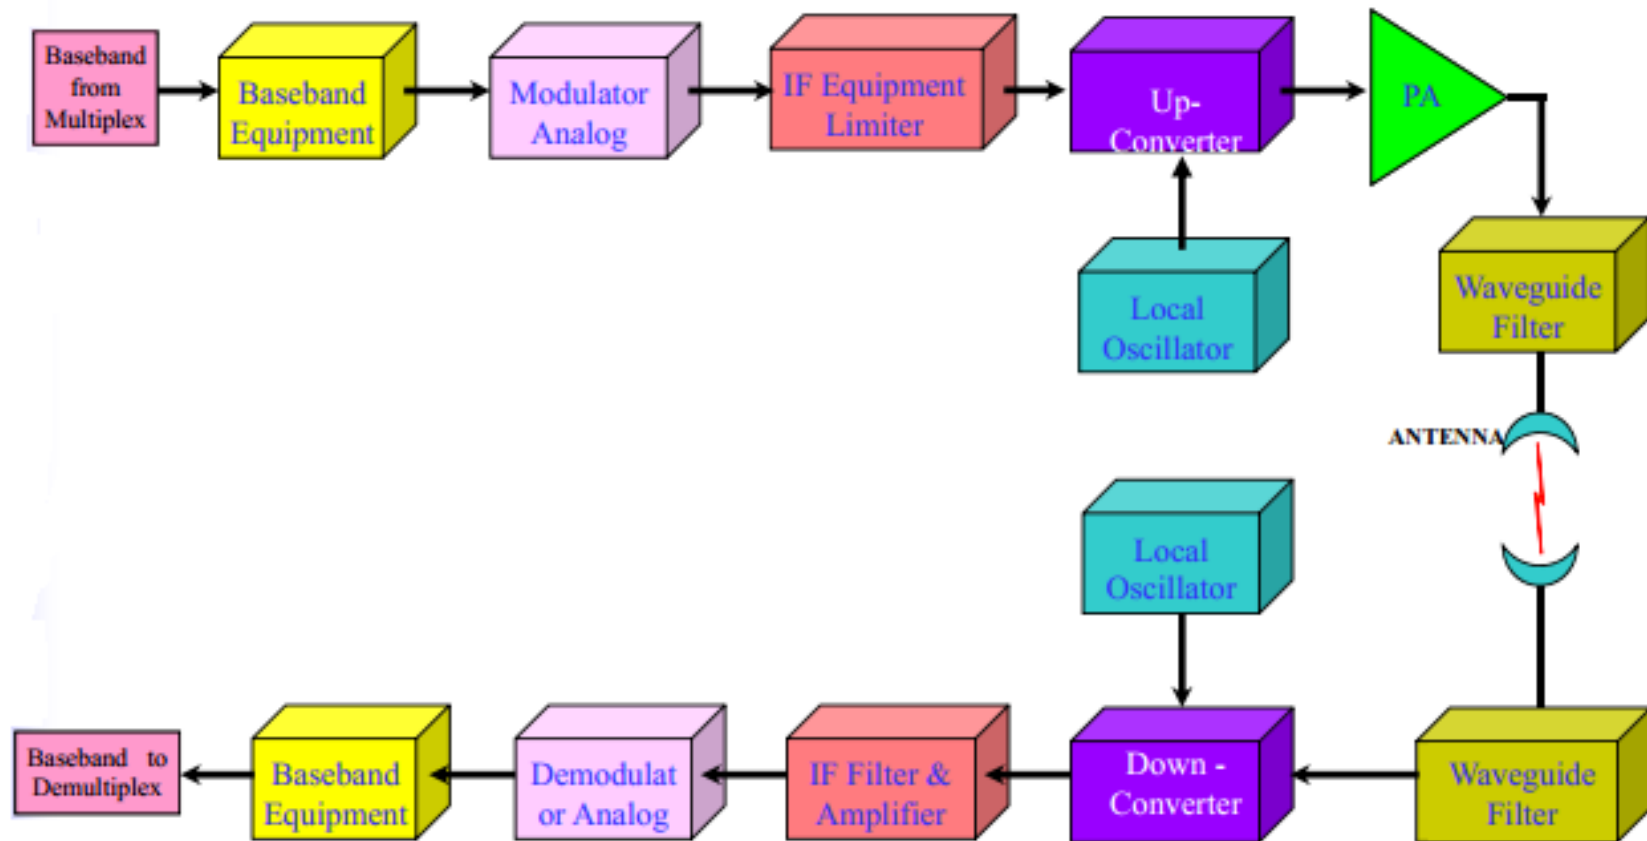 Baseband
from
Multiplex
Baseband
Equipment
Modulator
Analog
IF Equipment
Limiter
Up-
Converter
PA
Local
Oscillator
Waveguide
Filter
ANTENNA
Local
Oscillator
Waveguide
Filter
Down -
Converter
IF Filter &
Amplifier
Demodulat
or Analog
Baseband
Equipment
Baseband to
Demultiplex